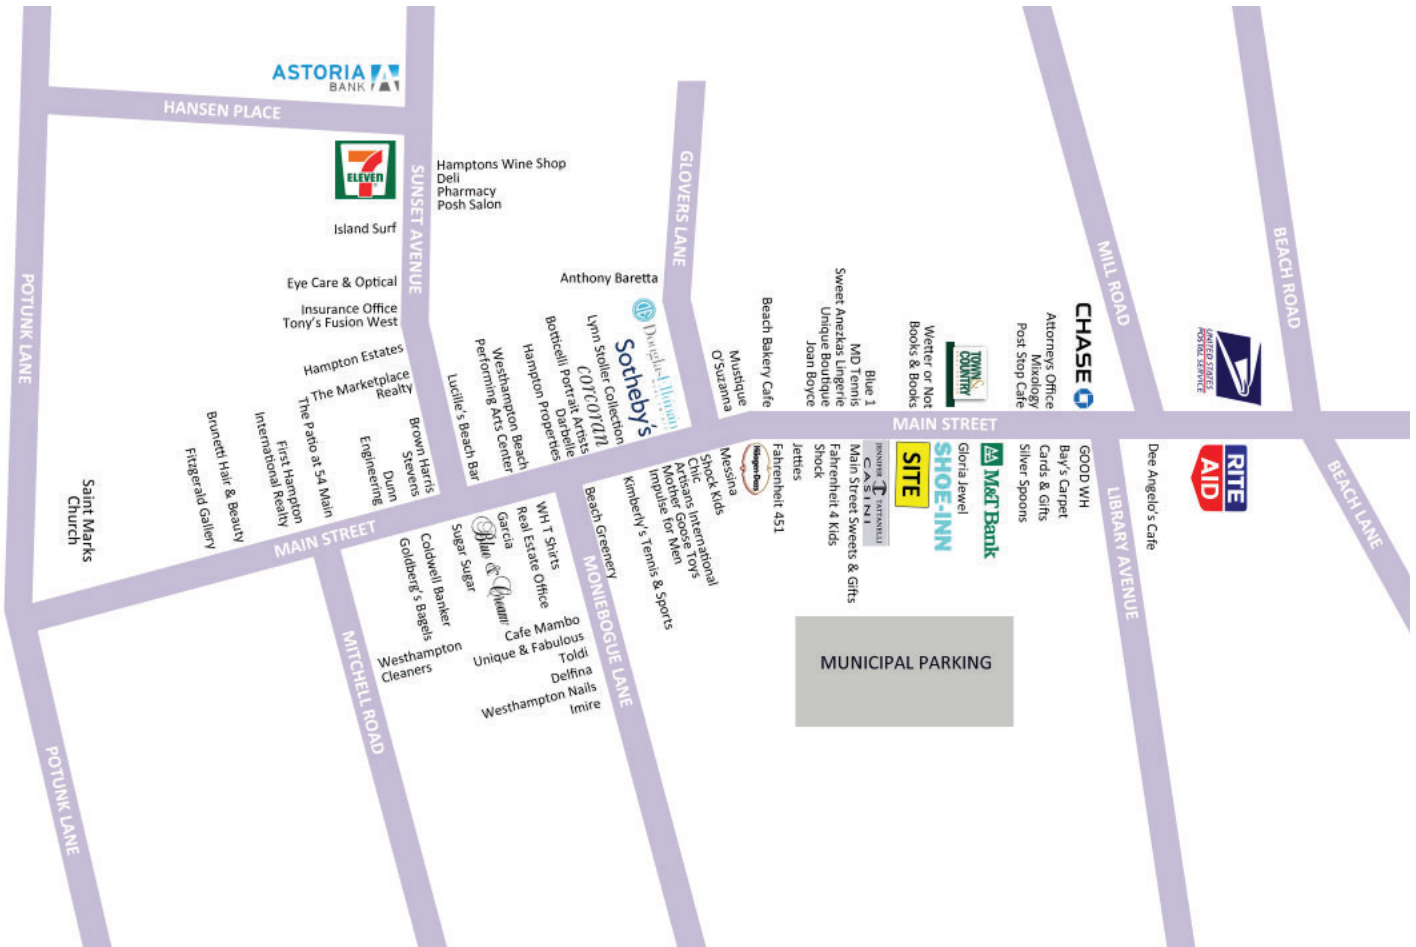 ASTORIA
BANK
HANSEN PLACE
7
ELEVEN
SUNSET AVENUE
Hamptons Wine Shop
Deli
Pharmacy
Posh Salon
Island Surf
Eye Care & Optical
Insurance Office
Tony's Fusion West
Hampton Estates
The Marketplace
Realty
Brown Harris
Stevens
Dunn
Engineering
The Patio at 54 Main
First Hampton
International Realty
Brunetti Hair & Beauty
Fitzgerald Gallery
Saint Marks
Church
POTUNK LANE
POTUNK LANE
MAIN STREET
MITCHELL ROAD
Lucille's Beach Bar
Westhampton Beach
Performing Arts Center
Hampton Properties
Botticelli Portrait Artists
Darbelle
corcoran
Lynn Stoller Collection
Sotheby's
Douglas Elliman
Anthony Baretta
GLOVERS LANE
Mustique
O'Suzanna
Beach Bakery Cafe
Sweet Anezkas Lingerie
Unique Boutique
Joan Boyce
Blue 1
MD Tennis
Wetter or Not
Books & Books
TOWN &
COUNTRY
Attorneys Office
Mixology
Post Stop Cafe
CHASE
MILL ROAD
UNITED STATES
POSTAL SERVICE
BEACH ROAD
MAIN STREET
BEACH LANE
RITE
AID
Dee Angelo's Cafe
LIBRARY AVENUE
GOOD WH
Bay's Carpet
Cards & Gifts
Silver Spoons
M&T Bank
Gloria Jewel
SHOE-INN
SITE
JENNIFER TATTANELLI
CASINI
Main Street Sweets & Gifts
Fahrenheit 4 Kids
Shock
Jetties
Fahrenheit 451
Häagen-Dazs
Messina
Shock Kids
Chic
Artisans International
Mother Goose Toys
Impulse for Men
Kimberly's Tennis & Sports
Beach Greenery
MONIEBOGUE LANE
WH T Shirts
Real Estate Office
Garcia
Blue & Cream
Sugar Sugar
Coldwell Banker
Goldberg's Bagels
Westhampton
Cleaners
Cafe Mambo
Unique & Fabulous
Toldi
Delfina
Westhampton Nails
Imire
MUNICIPAL PARKING